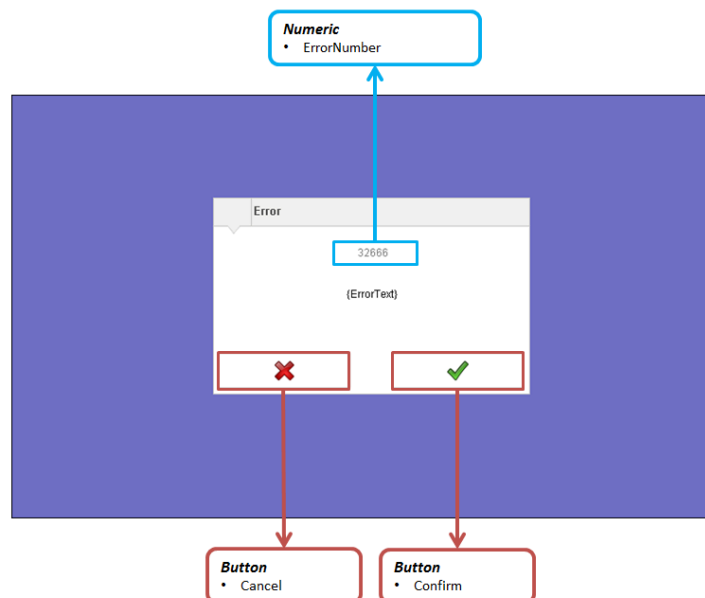 Numeric
• ErrorNumber
Error
32666
{ErrorText}
Button
• Cancel
Button
• Confirm